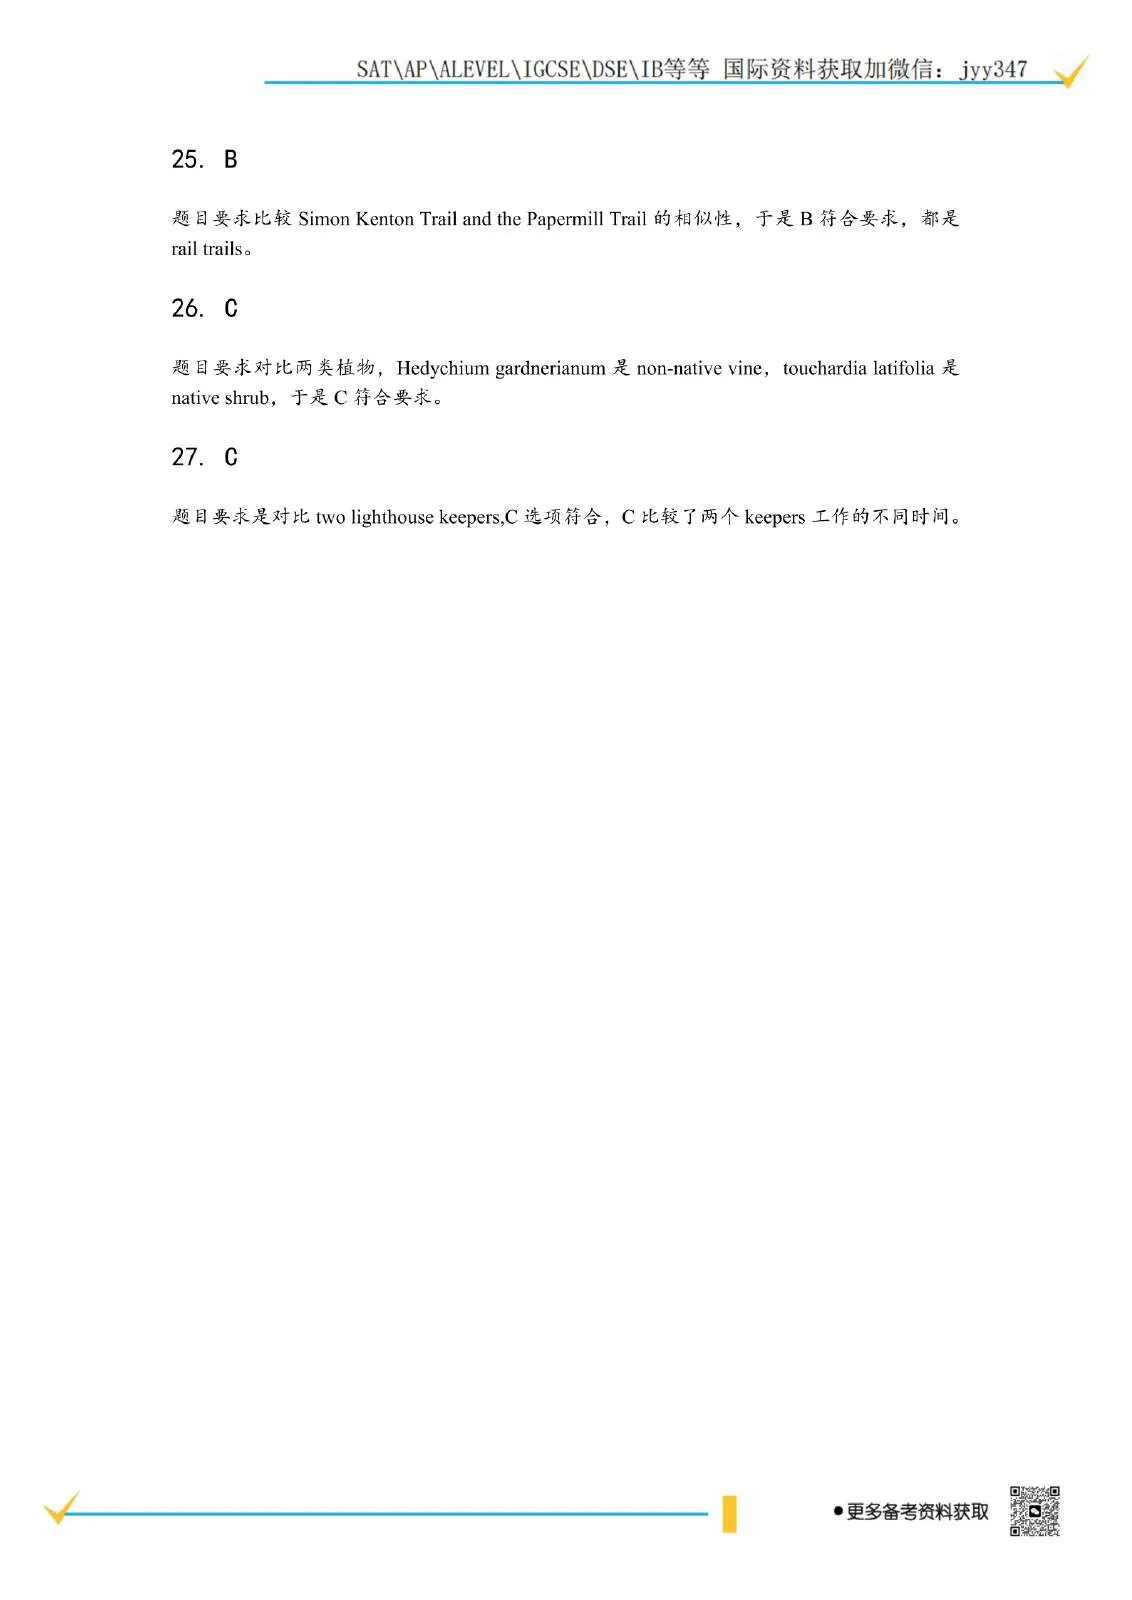 SAT\AP\ALEVEL\IGCSE\DSE\IB等等 国际资料获取加微信：jyy347
25. B
题目要求比较 Simon Kenton Trail and the Papermill Trail 的相似性，于是 B 符合要求，都是
rail trails。
26. C
题目要求对比两类植物，Hedychium gardnerianum 是 non-native vine，touchardia latifolia 是
native shrub，于是 C 符合要求。
27. C
题目要求是对比 two lighthouse keepers,C 选项符合，C 比较了两个 keepers 工作的不同时间。
●更多备考资料获取